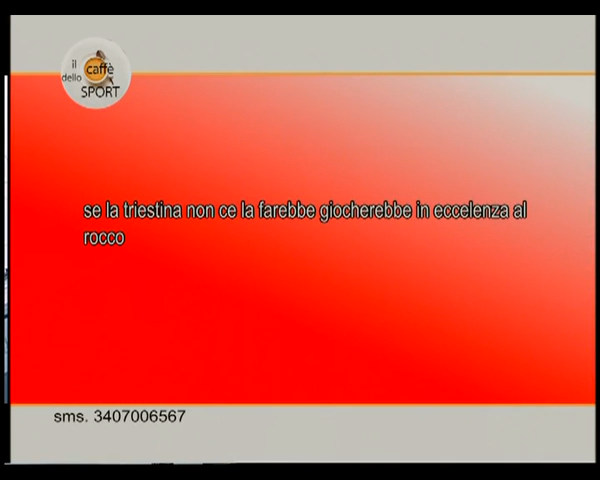 il
dello caffè
SPORT
se la triestina non ce la farebbe giocherebbe in eccelenza al
rocco
sms. 3407006567